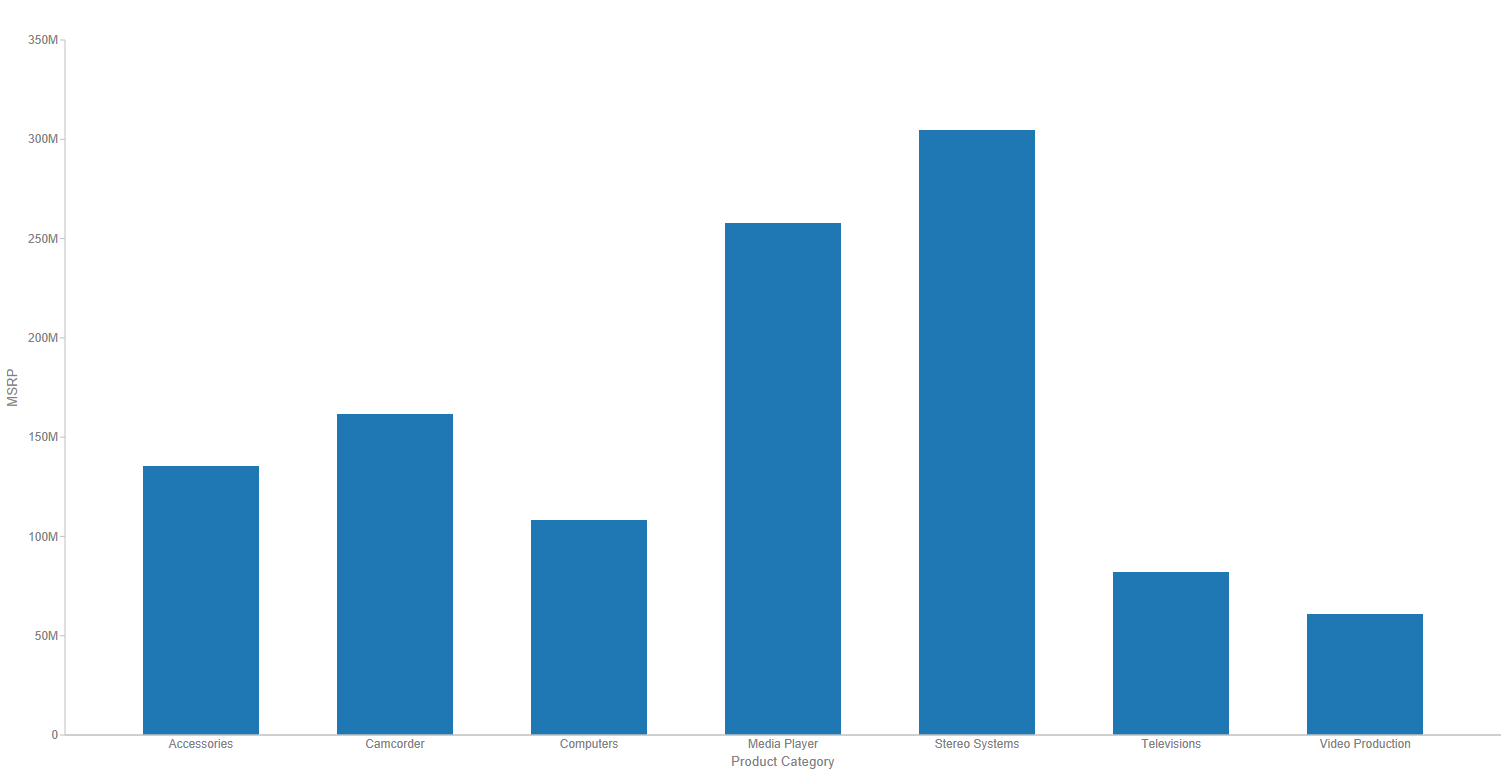 350M
300M
250M
200M
150M
100M
50M
0
MSRP
Accessories Camcorder Computers Media Player Stereo Systems Televisions Video Production
Product Category